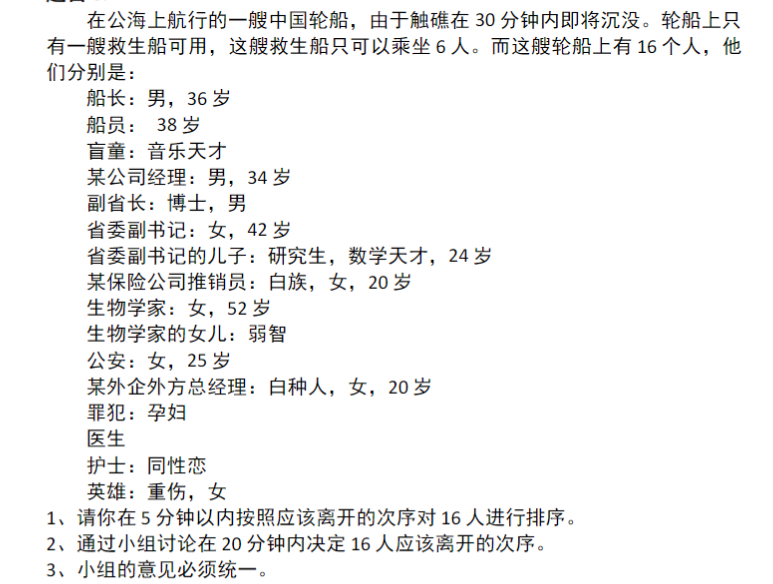 在公海上航行的一艘中国轮船，由于触礁在 30 分钟内即将沉没。轮船上只
有一艘救生船可用，这艘救生船只可以乘坐 6 人。而这艘轮船上有 16 个人，他
们分别是：
船长：男，36 岁
船员： 38 岁
盲童：音乐天才
某公司经理：男，34 岁
副省长：博士，男
省委副书记：女，42 岁
省委副书记的儿子：研究生，数学天才，24 岁
某保险公司推销员：白族，女，20 岁
生物学家：女，52 岁
生物学家的女儿：弱智
公安：女，25 岁
某外企外方总经理：白种人，女，20 岁
罪犯：孕妇
医生
护士：同性恋
英雄：重伤，女
1、请你在 5 分钟以内按照应该离开的次序对 16 人进行排序。
2、通过小组讨论在 20 分钟内决定 16 人应该离开的次序。
3、小组的意见必须统一。